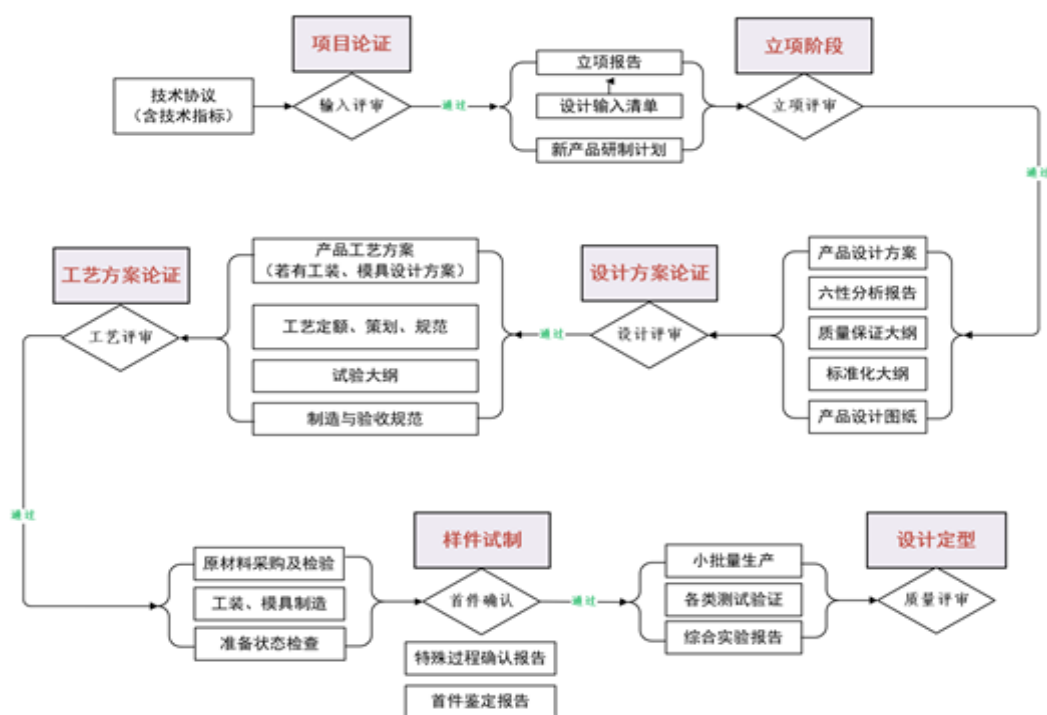 项目论证
技术协议
（含技术指标）
输入评审
通过
立项报告
设计输入清单
新产品研制计划
立项阶段
立项评审
通过
产品设计方案
六性分析报告
质量保证大纲
标准化大纲
产品设计图纸
设计方案论证
设计评审
通过
产品工艺方案
（若有工装、模具设计方案）
工艺定额、策划、规范
试验大纲
制造与验收规范
工艺方案论证
工艺评审
通过
原材料采购及检验
工装、模具制造
准备状态检查
样件试制
首件确认
特殊过程确认报告
首件鉴定报告
通过
小批量生产
各类测试验证
综合实验报告
设计定型
质量评审